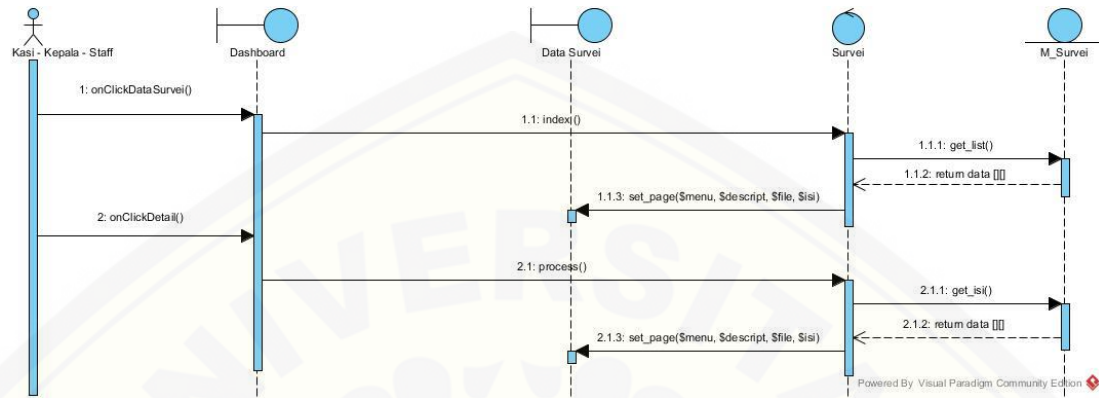 Kasi - Kepala - Staff
Dashboard
Data Survei
Survei
M_Survei
1: onClickDataSurvei()
1.1: index()
1.1.1: get_list()
1.1.2: return data [][]
1.1.3: set_page($menu, $descript, $file, $isi)
2: onClickDetail()
2.1: process()
2.1.1: get_isi()
2.1.2: return data [][]
2.1.3: set_page($menu, $descript, $file, $isi)
UNIVERSITA
Powered By Visual Paradigm Community Edition